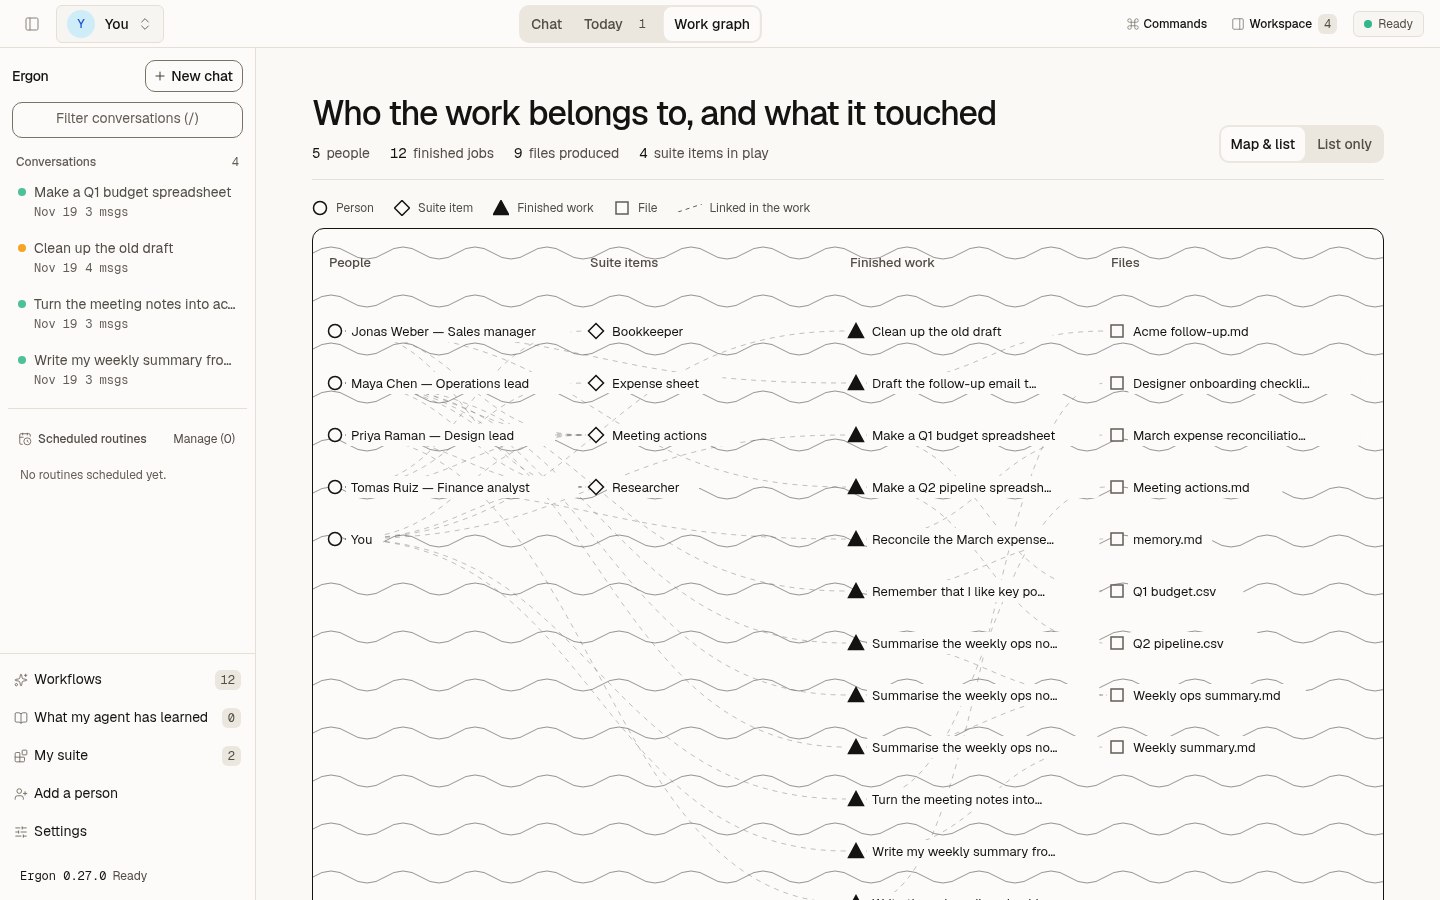 Y You
Chat Today 1 Work graph
Commands Workspace 4 Ready
Ergon
New chat
Filter conversations (/)
Conversations 4
Make a Q1 budget spreadsheet
Nov 19 3 msgs
Clean up the old draft
Nov 19 4 msgs
Turn the meeting notes into ac…
Nov 19 3 msgs
Write my weekly summary fro…
Nov 19 3 msgs
Scheduled routines Manage (0)
No routines scheduled yet.
Workflows 12
What my agent has learned 0
My suite 2
Add a person
Settings
Ergon 0.27.0 Ready
Who the work belongs to, and what it touched
5 people 12 finished jobs 9 files produced 4 suite items in play
Map & list List only
Person Suite item Finished work File Linked in the work
People Suite items Finished work Files
Jonas Weber — Sales manager Bookkeeper Clean up the old draft Acme follow-up.md
Maya Chen — Operations lead Expense sheet Draft the follow-up email t… Designer onboarding checkli…
Priya Raman — Design lead Meeting actions Make a Q1 budget spreadsheet March expense reconciliatio…
Tomas Ruiz — Finance analyst Researcher Make a Q2 pipeline spreadsh… Meeting actions.md
You Reconcile the March expense… memory.md
Remember that I like key po… Q1 budget.csv
Summarise the weekly ops no… Q2 pipeline.csv
Summarise the weekly ops no… Weekly ops summary.md
Summarise the weekly ops no… Weekly summary.md
Turn the meeting notes into…
Write my weekly summary fro…